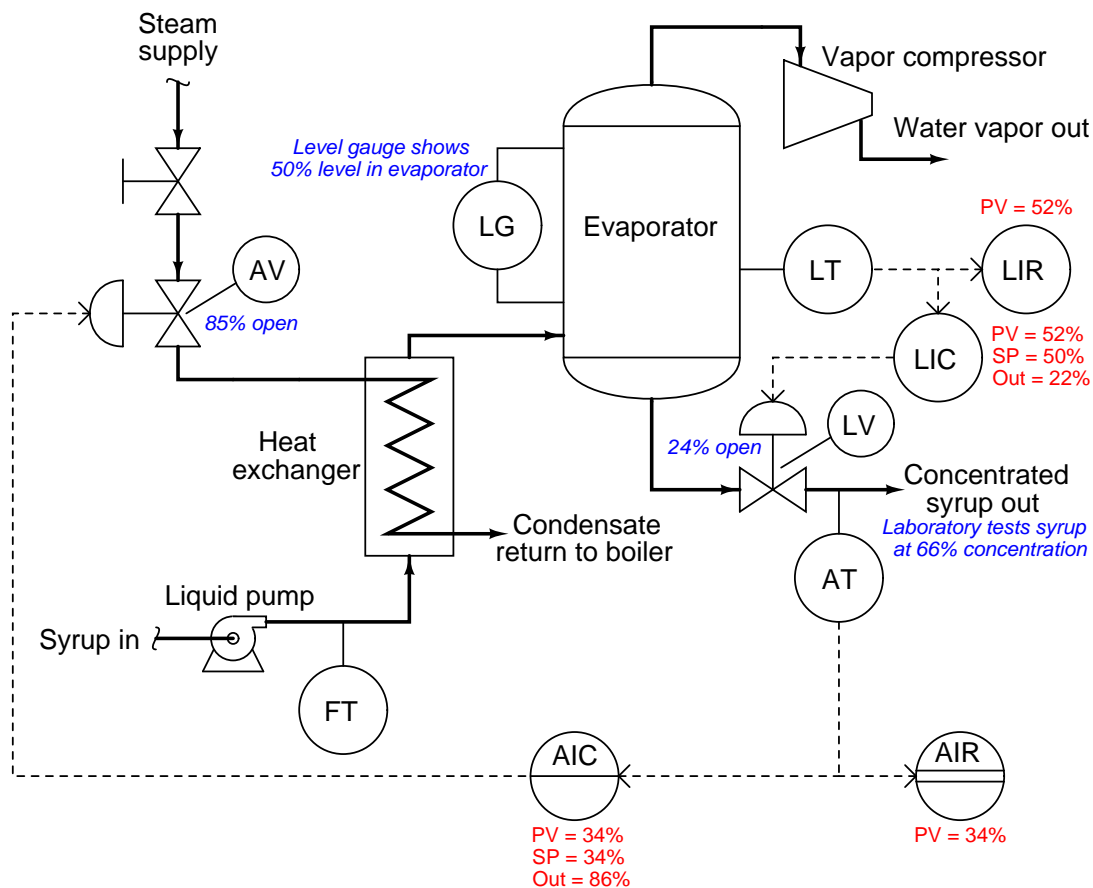 Steam
supply
Vapor compressor
Water vapor out
Level gauge shows
50% level in evaporator
LG
Evaporator
PV = 52%
LT
LIR
AV
85% open
PV = 52%
SP = 50%
Out = 22%
LIC
24% open
LV
Heat
exchanger
Concentrated
syrup out
Laboratory tests syrup
at 66% concentration
Condensate
return to boiler
AT
Liquid pump
Syrup in
FT
AIC
AIR
PV = 34%
SP = 34%
Out = 86%
PV = 34%